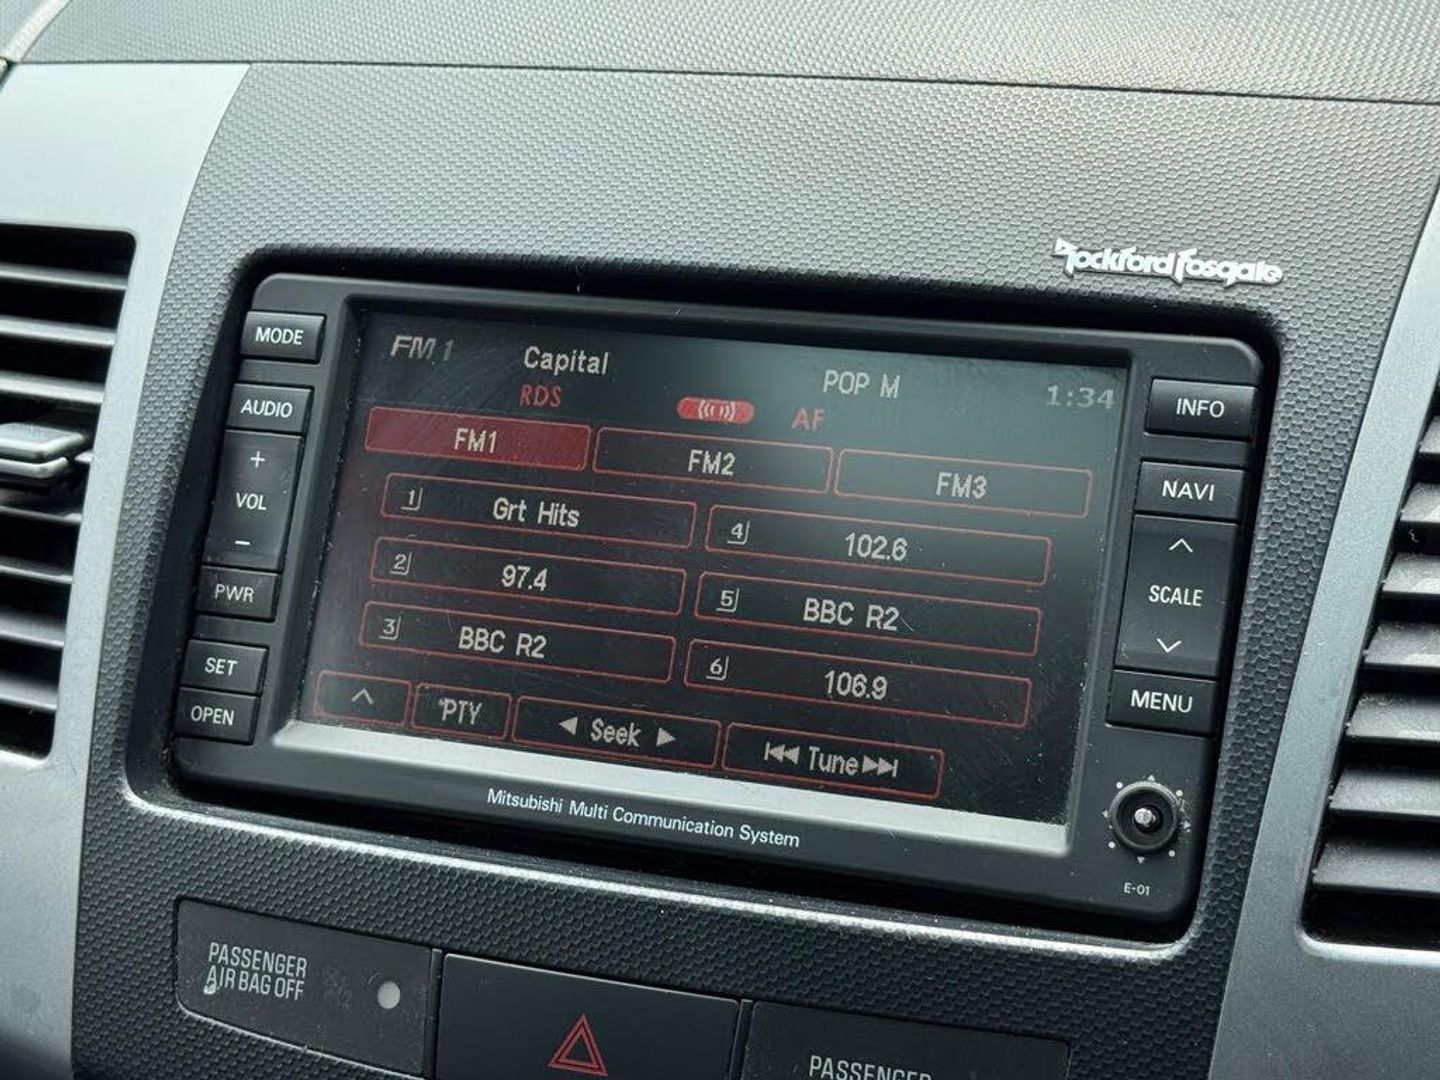 Rockford Fosgate
MODE
AUDIO
+
VOL
−
PWR
SET
OPEN
FM1 Capital POP M 1:34
RDS AF
FM1 FM2 FM3
1 Grt Hits
2 97.4
3 BBC R2
4 102.6
5 BBC R2
6 106.9
PTY ◄ Seek ► |◄◄ Tune ►►|
INFO
NAVI
SCALE
MENU
E-01
Mitsubishi Multi Communication System
PASSENGER
AIR BAG OFF
PASSENGER